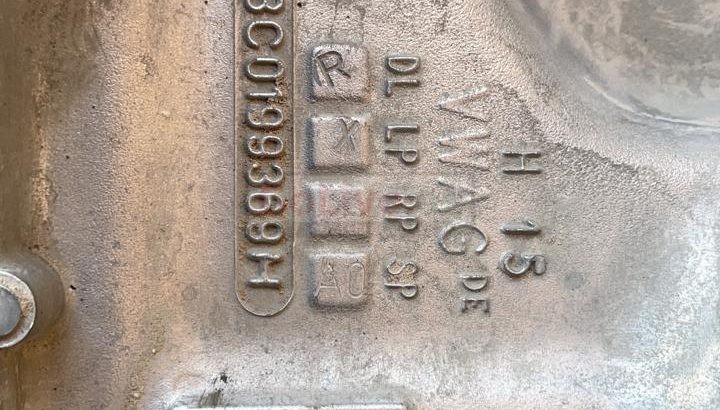 H 15
VWAG DE
DL LP RP SP
R X A0
3C0199369H